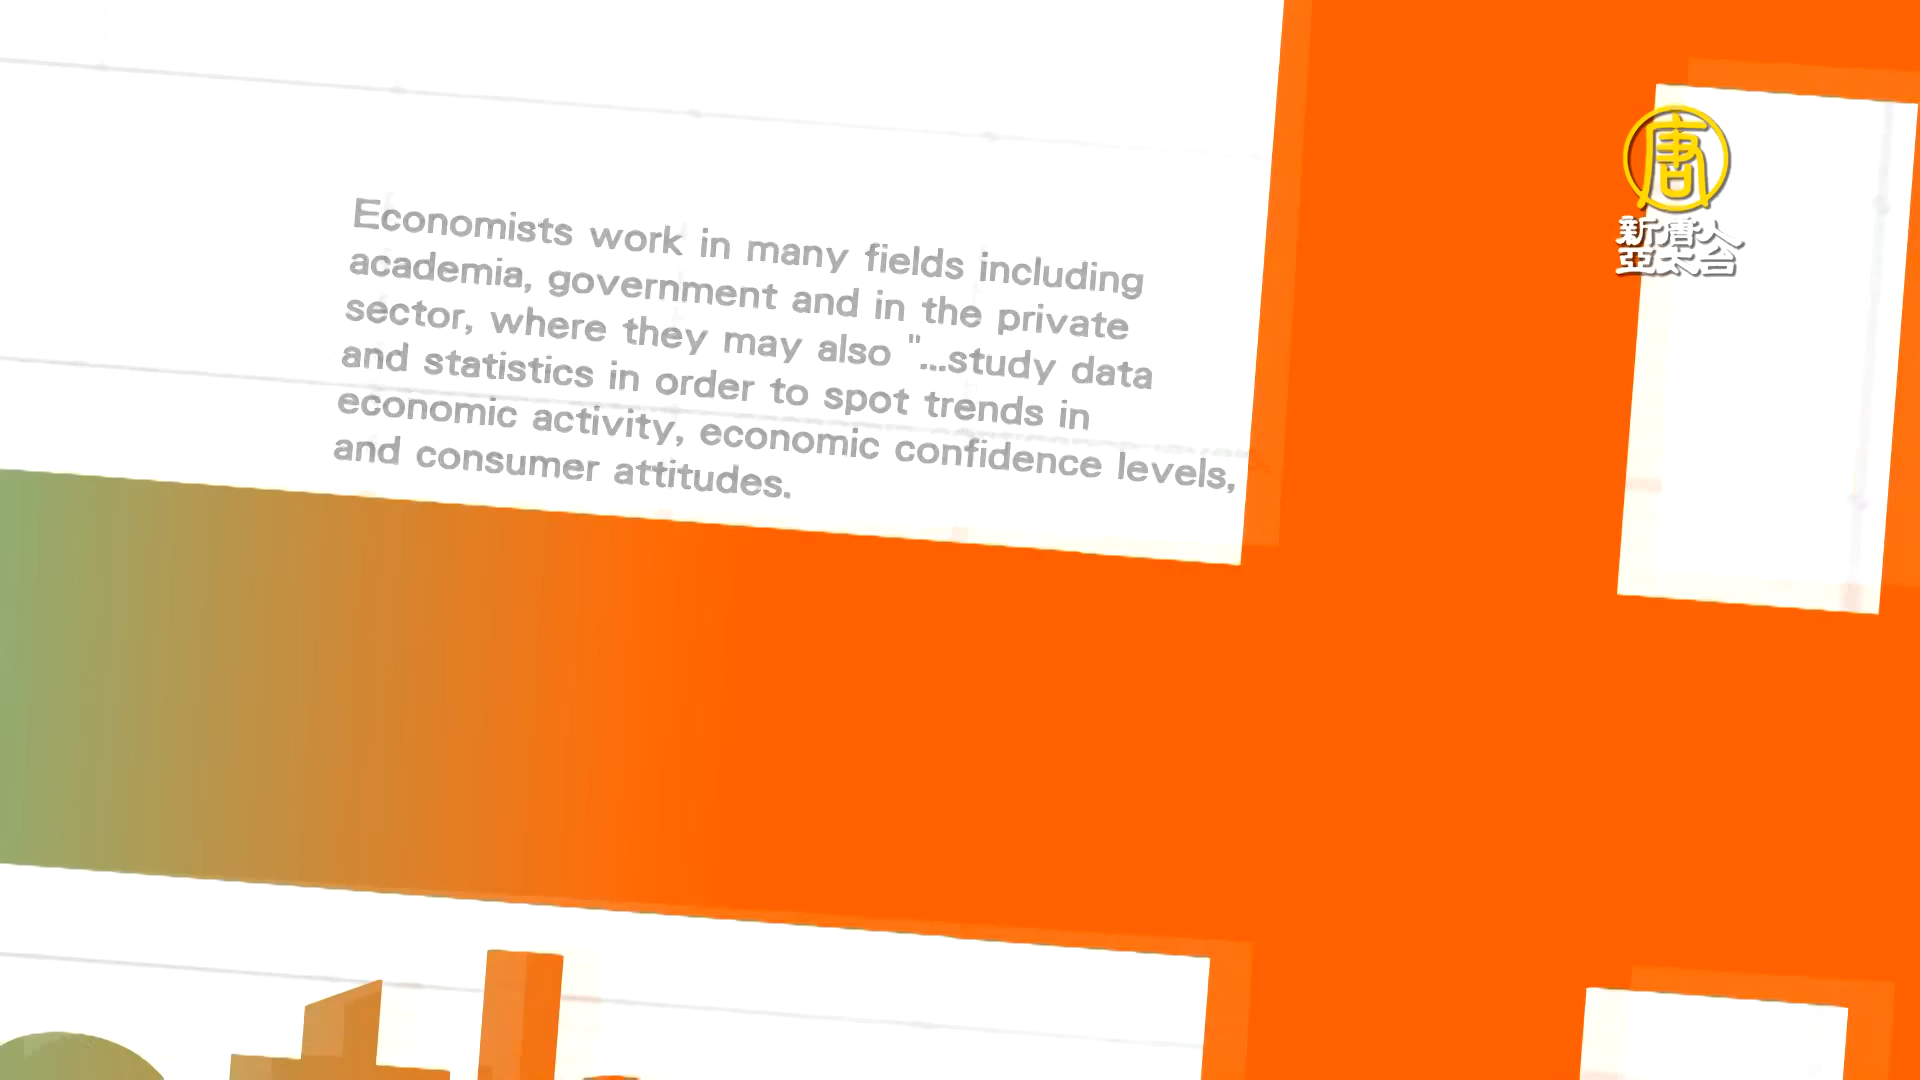 Economists work in many fields including
academia, government and in the private
sector, where they may also "...study data
and statistics in order to spot trends in
economic activity, economic confidence levels,
and consumer attitudes.
唐
新唐人
亞太台